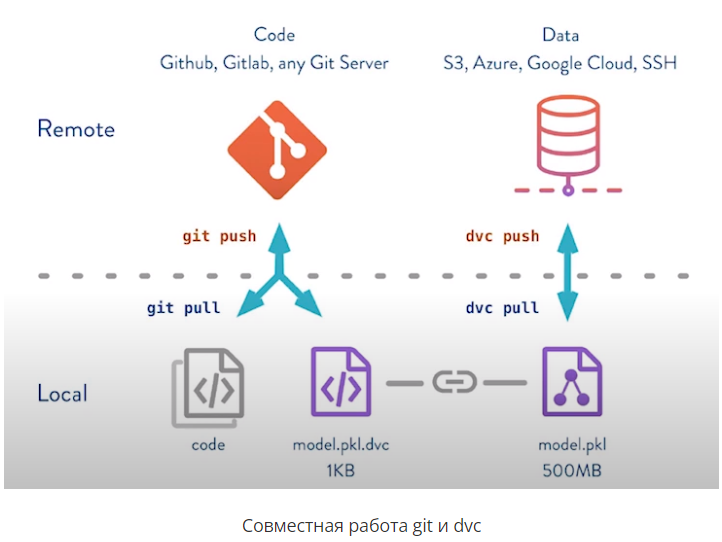 Code
Github, Gitlab, any Git Server
Data
S3, Azure, Google Cloud, SSH
Remote
git push
dvc push
git pull
dvc pull
Local
code
model.pkl.dvc
1KB
model.pkl
500MB
Совместная работа git и dvc